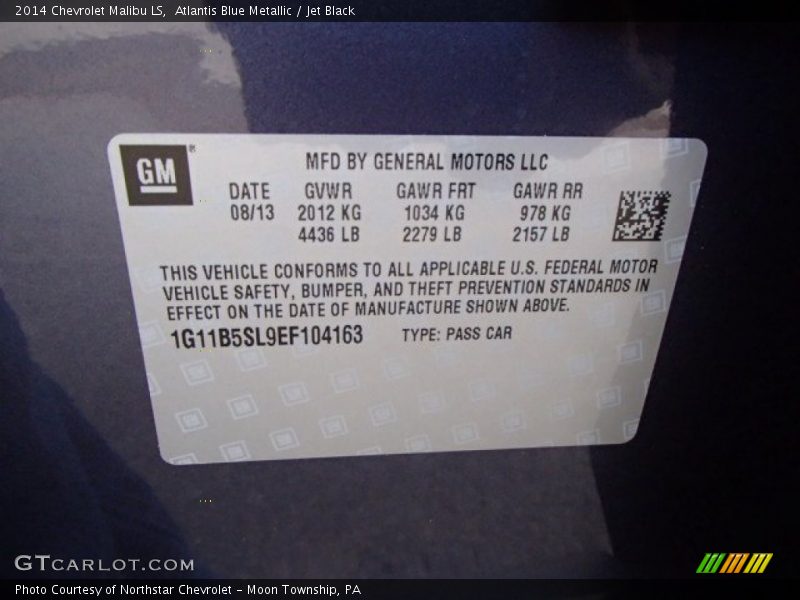 2014 Chevrolet Malibu LS, Atlantis Blue Metallic / Jet Black
GM®
MFD BY GENERAL MOTORS LLC
DATE GVWR GAWR FRT GAWR RR
08/13 2012 KG 1034 KG 978 KG
4436 LB 2279 LB 2157 LB
THIS VEHICLE CONFORMS TO ALL APPLICABLE U.S. FEDERAL MOTOR
VEHICLE SAFETY, BUMPER, AND THEFT PREVENTION STANDARDS IN
EFFECT ON THE DATE OF MANUFACTURE SHOWN ABOVE.
1G11B5SL9EF104163 TYPE: PASS CAR
GTCARLOT.COM
Photo Courtesy of Northstar Chevrolet - Moon Township, PA